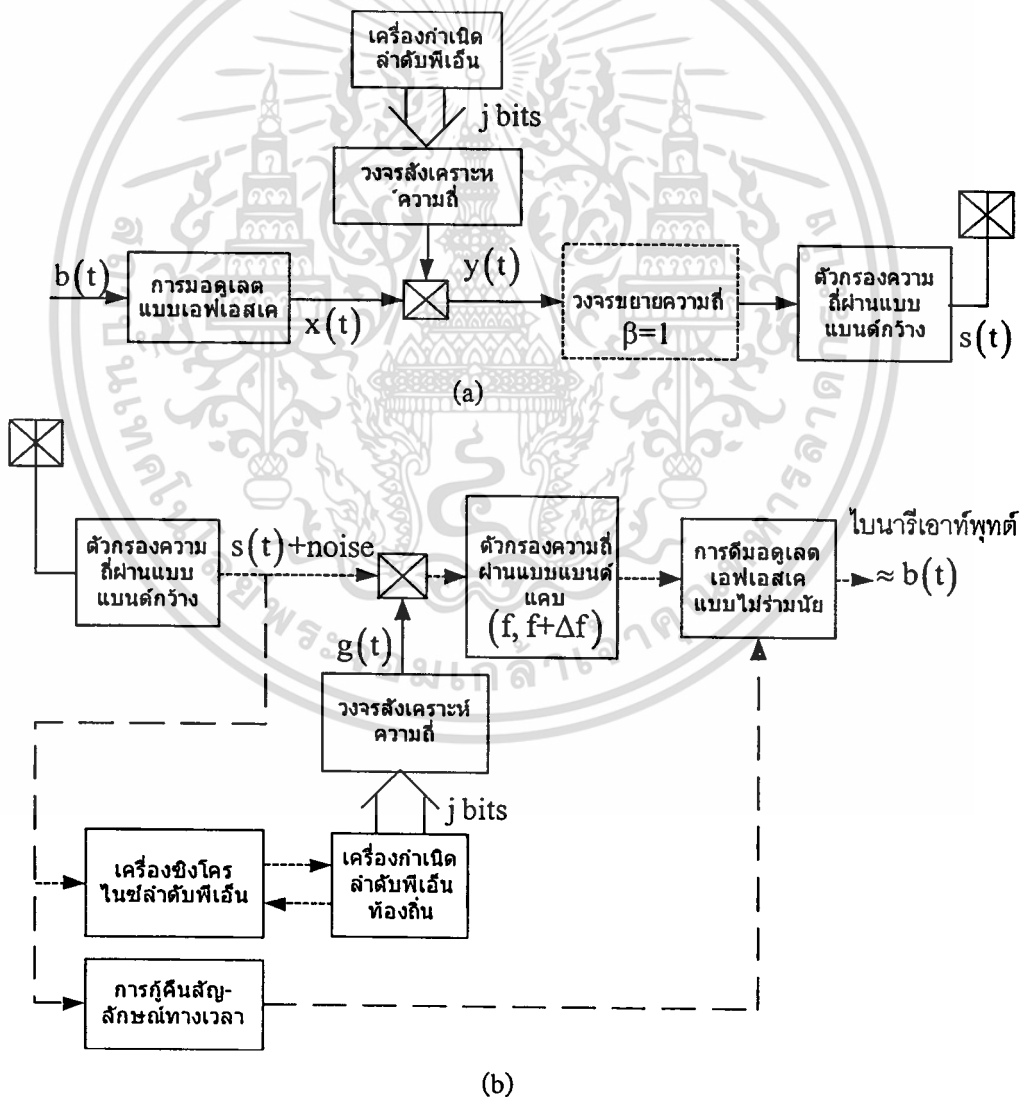 เครื่องกำเนิด
ลำดับพีเอ็น
j bits
วงจรสังเคราะห
์ความถี่
b(t)
การมอดูเลต
แบบเอฟเอสเค
x(t)
y(t)
วงจรขยายความถี่
β=1
ตัวกรองความ
ถี่ผ่านแบบ
แบนด์กว้าง
s(t)
(a)
ตัวกรองความ
ถี่ผ่านแบบ
แบนด์กว้าง
s(t)+noise
g(t)
ตัวกรองความถี่
ผ่านแบบแบนด์
แคบ
(f, f+Δf)
การดีมอดูเลต
เอฟเอสเค
แบบไม่ร่วมนัย
ไบนารีเอาท์พุทต์
≈ b(t)
วงจรสังเคราะห์
ความถี่
j bits
เครื่องซิงโคร
ไนซ์ลำดับพีเอ็น
เครื่องกำเนิด
ลำดับพีเอ็น
ท้องถิ่น
การกู้คืนสัญ-
ลักษณ์ทางเวลา
(b)